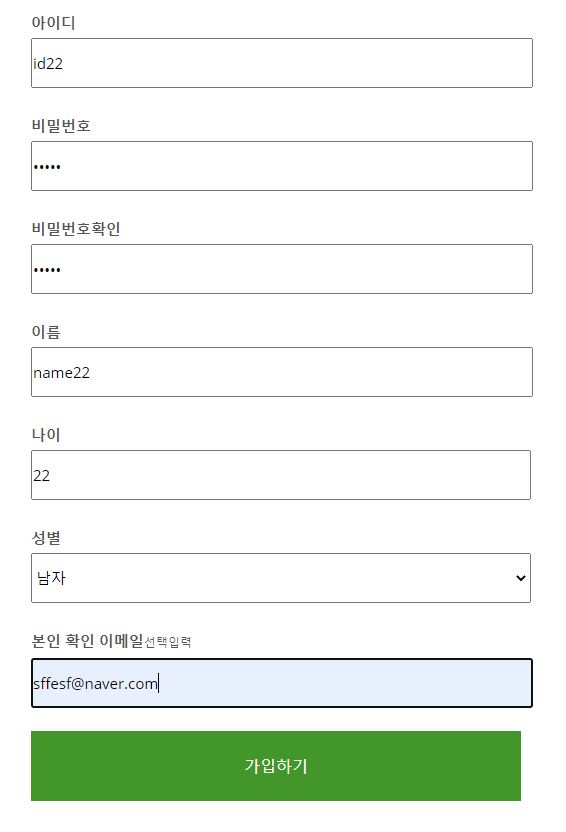 아이디
id22
비밀번호
•••••
비밀번호확인
•••••
이름
name22
나이
22
성별
남자
본인 확인 이메일선택입력
sffesf@naver.com
가입하기